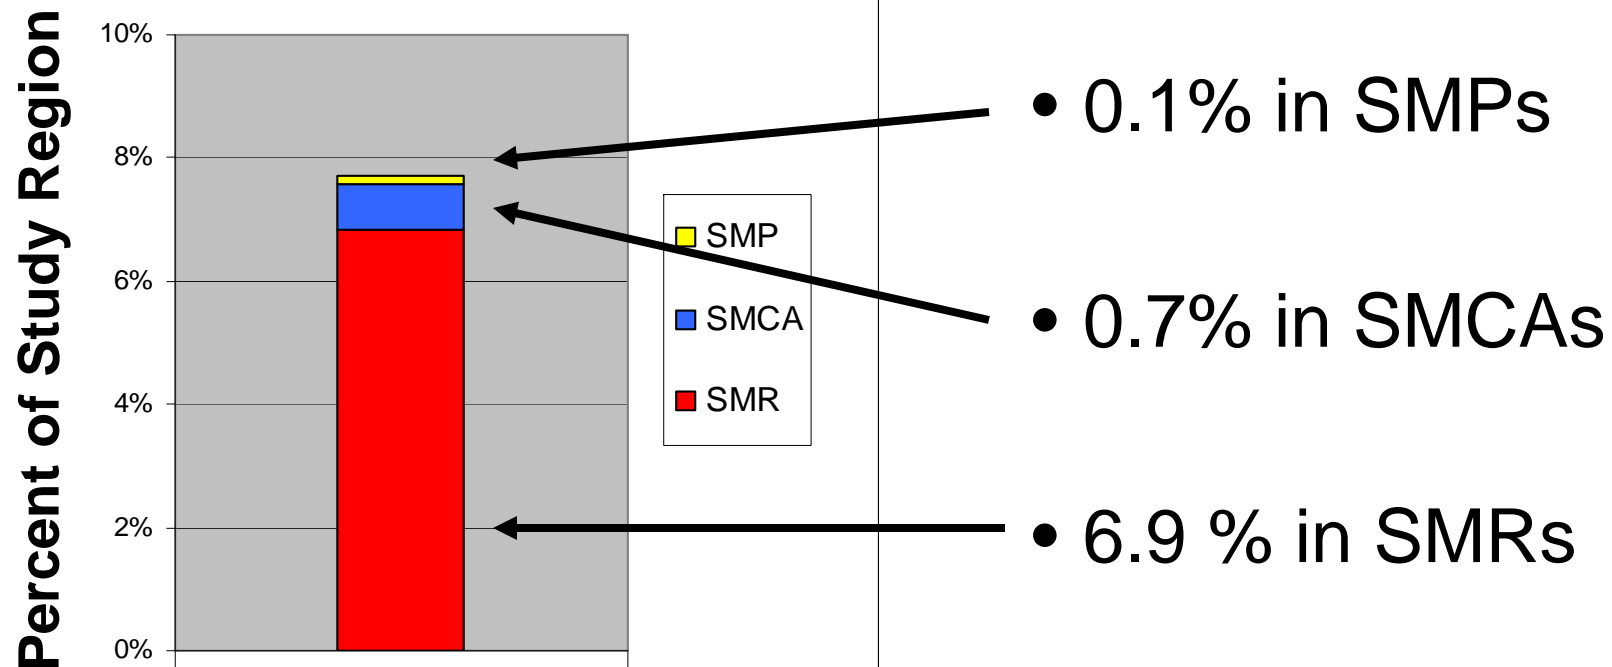 Percent of Study Region
10%
8%
6%
4%
2%
0%
SMP
SMCA
SMR
• 0.1% in SMPs
• 0.7% in SMCAs
• 6.9 % in SMRs